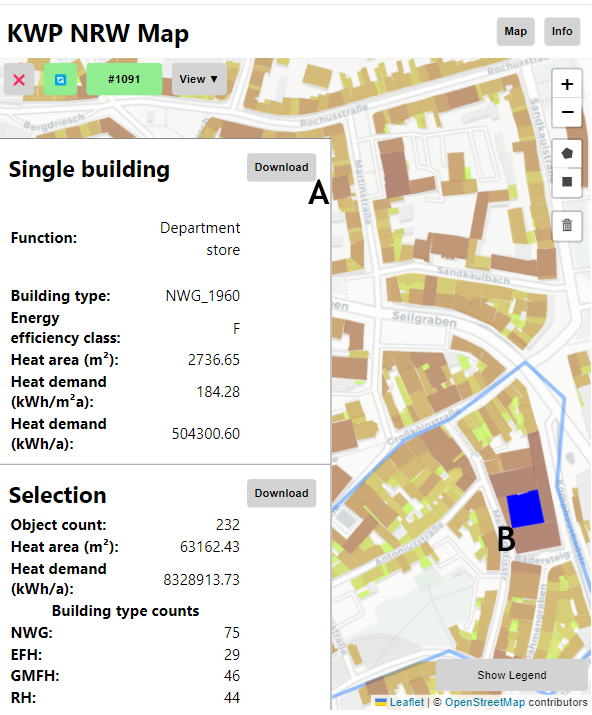 KWP NRW Map
Map
Info
#1091
View ▼
+
−
Rochusstraße
Rochusstraße
Bergdriesch
Martinstraße
Sandkaulstraße
Sandkaulbach
Seilgraben
Großkölnstraße
Antoniusstraße
Bädersteig
Single building
Download
A
Function: Department
store
Building type: NWG_1960
Energy
efficiency class: F
Heat area (m²): 2736.65
Heat demand
(kWh/m²a): 184.28
Heat demand
(kWh/a): 504300.60
B
Selection
Download
Object count: 232
Heat area (m²): 63162.43
Heat demand
(kWh/a): 8328913.73
Building type counts
NWG: 75
EFH: 29
GMFH: 46
RH: 44
Show Legend
Leaflet | © OpenStreetMap contributors